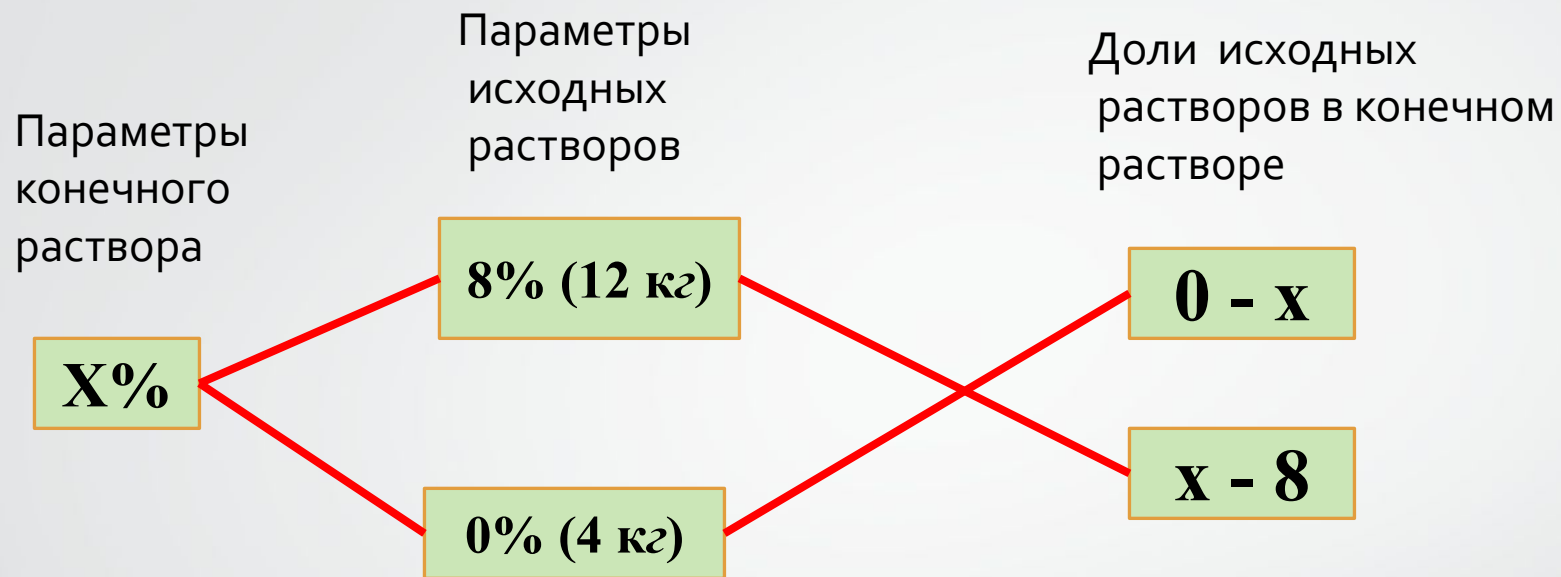 Параметры
конечного
раствора
Х%
Параметры
исходных
растворов
8% (12 кг)
0% (4 кг)
Доли исходных
растворов в конечном
растворе
0 - х
х - 8